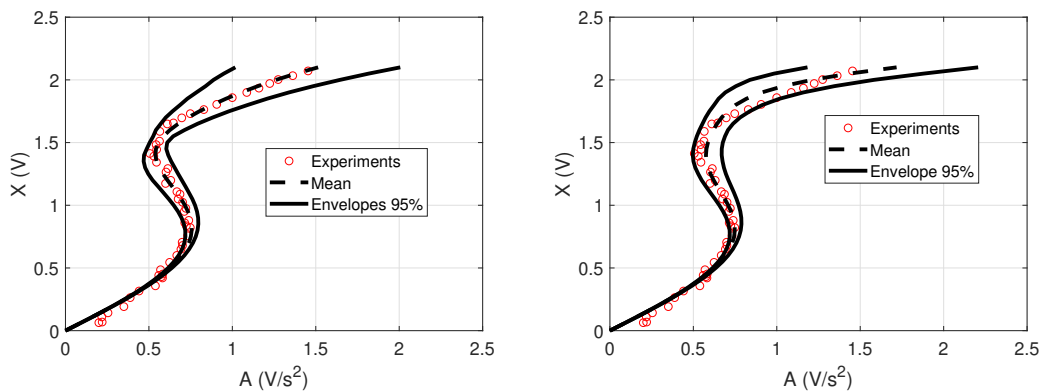 2.5
2
1.5
1
0.5
0
X (V)
0 0.5 1 1.5 2 2.5
A (V/s²)
Experiments
Mean
Envelopes 95%
2.5
2
1.5
1
0.5
0
X (V)
0 0.5 1 1.5 2 2.5
A (V/s²)
Experiments
Mean
Envelope 95%